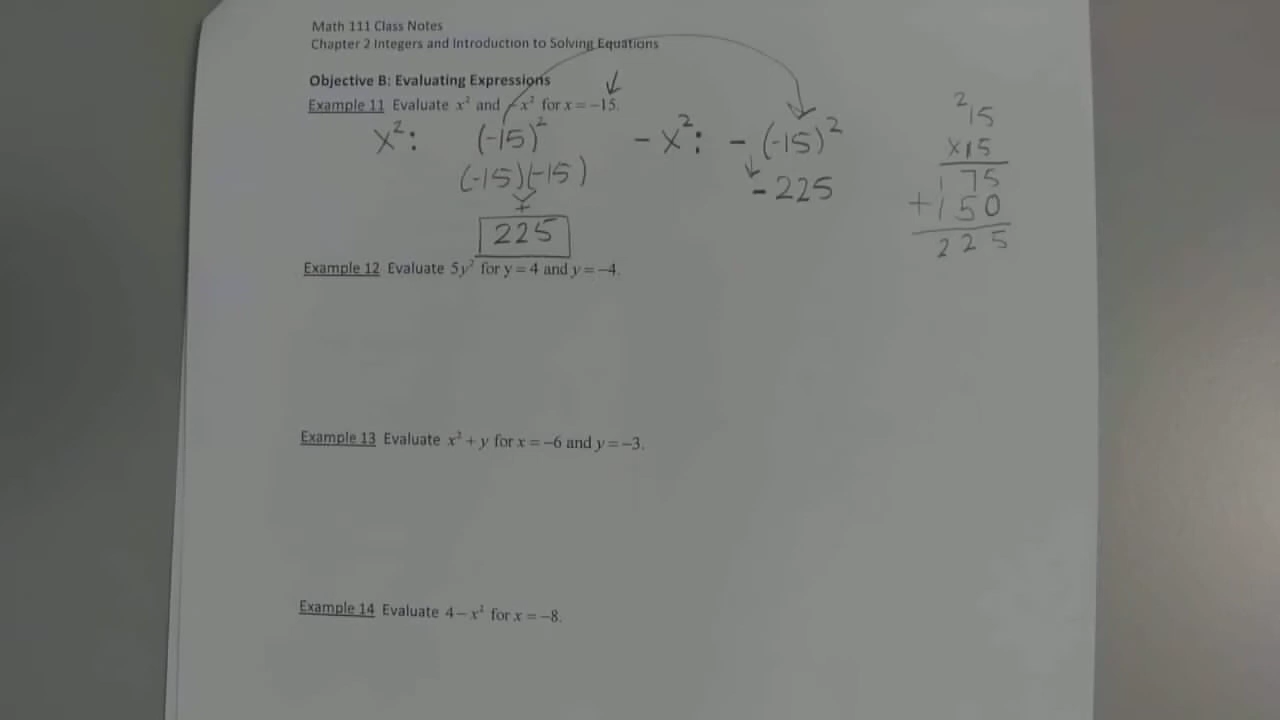 Math 111 Class Notes
Chapter 2 Integers and Introduction to Solving Equations
Objective B: Evaluating Expressions
Example 11 Evaluate x² and −x² for x = −15.
x²: (-15)² - x²: - (-15)²
(-15)(-15) - 225
+
225
2
15
x15
175
+150
225
Example 12 Evaluate 5y² for y = 4 and y = −4.
Example 13 Evaluate x² + y for x = −6 and y = −3.
Example 14 Evaluate 4 − x² for x = −8.